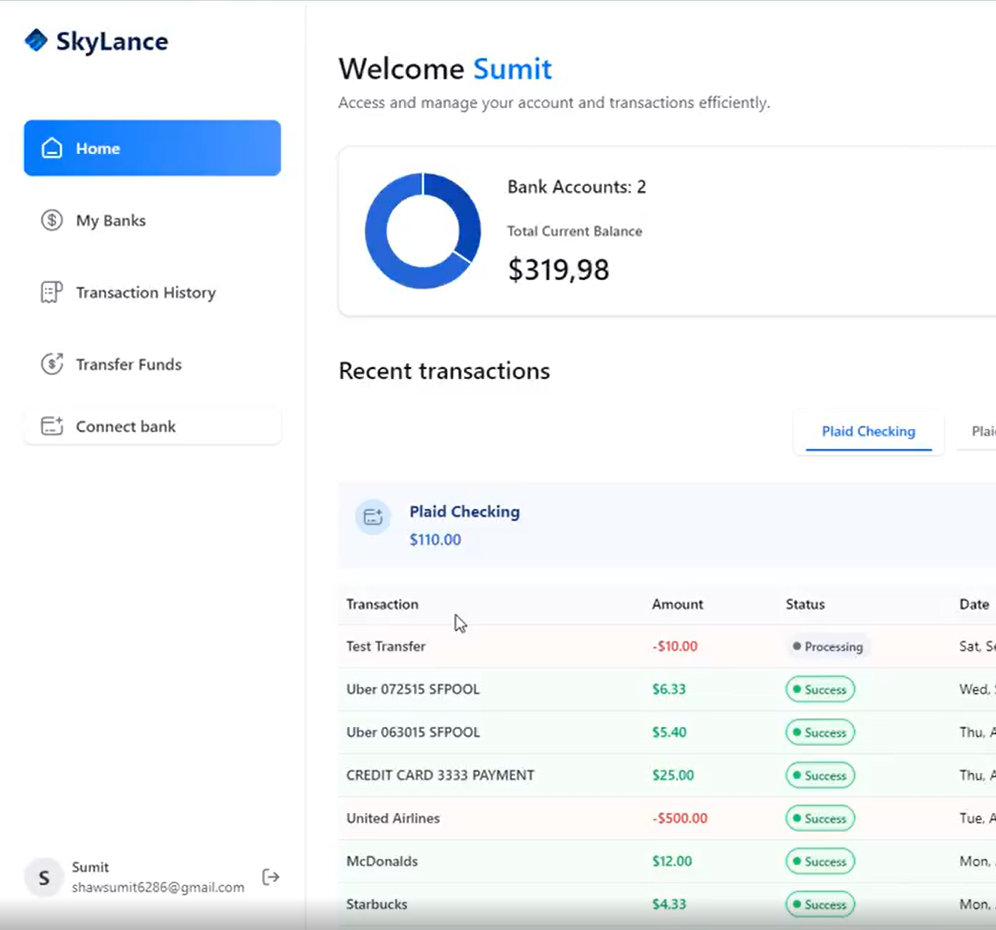 SkyLance
Home
My Banks
Transaction History
Transfer Funds
Connect bank
Welcome Sumit
Access and manage your account and transactions efficiently.
Bank Accounts: 2
Total Current Balance
$319,98
Recent transactions
Plaid Checking
Plaid Checking
$110.00
Transaction Amount Status Date
Test Transfer -$10.00 Processing Sat,
Uber 072515 SFPOOL $6.33 Success Wed,
Uber 063015 SFPOOL $5.40 Success Thu,
CREDIT CARD 3333 PAYMENT $25.00 Success Thu,
United Airlines -$500.00 Success Tue,
McDonalds $12.00 Success Mon,
Starbucks $4.33 Success Mon,
S
Sumit
shawsumit6286@gmail.com